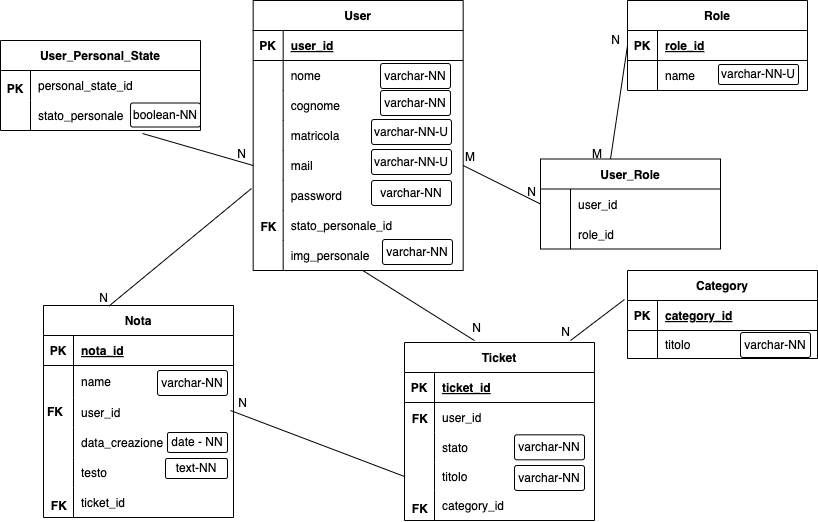 User_Personal_State
PK personal_state_id
stato_personale boolean-NN
User
PK user_id
nome varchar-NN
cognome varchar-NN
matricola varchar-NN-U
mail varchar-NN-U
password varchar-NN
FK stato_personale_id
img_personale varchar-NN
Role
PK role_id
name varchar-NN-U
N
M
User_Role
user_id
role_id
M
N
N
N
Nota
PK nota_id
name varchar-NN
FK user_id
data_creazione date - NN
testo text-NN
FK ticket_id
N
N
N
Ticket
PK ticket_id
FK user_id
stato varchar-NN
titolo varchar-NN
FK category_id
Category
PK category_id
titolo varchar-NN